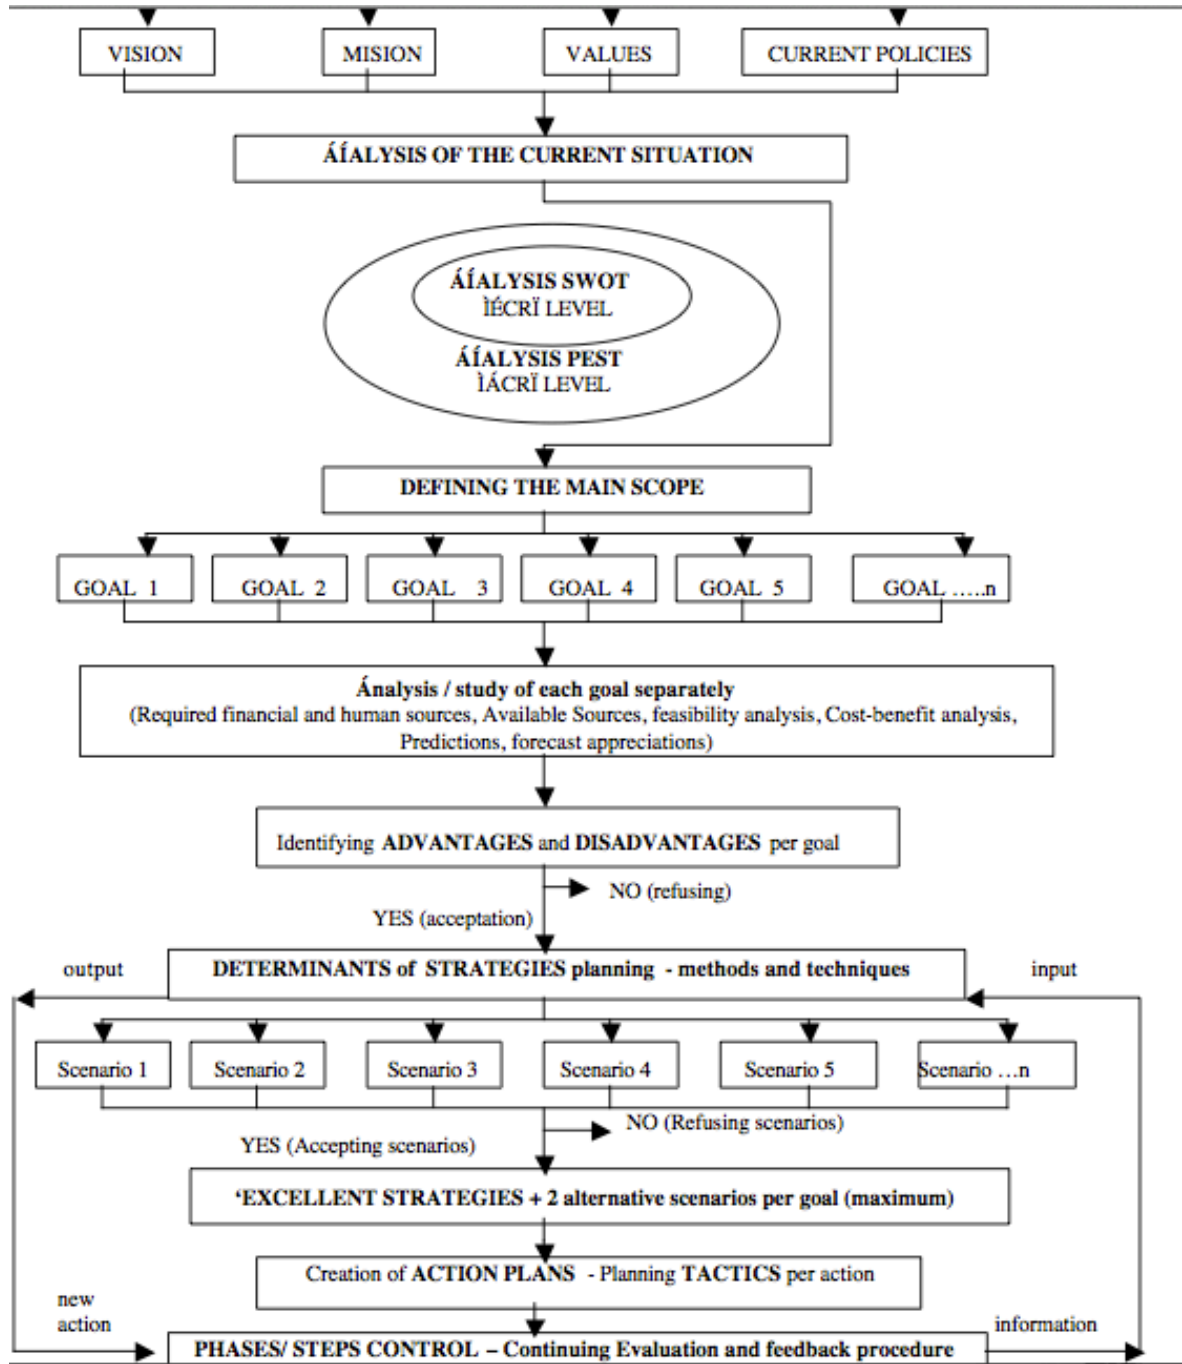 VISION
MISION
VALUES
CURRENT POLICIES
ÁÍALYSIS OF THE CURRENT SITUATION
ÁÍALYSIS SWOT
ÌÉCRÏ LEVEL
ÁÍALYSIS PEST
ÌÁCRÏ LEVEL
DEFINING THE MAIN SCOPE
GOAL 1
GOAL 2
GOAL 3
GOAL 4
GOAL 5
GOAL .....n
Ánalysis / study of each goal separately
(Required financial and human sources, Available Sources, feasibility analysis, Cost-benefit analysis,
Predictions, forecast appreciations)
Identifying ADVANTAGES and DISADVANTAGES per goal
NO (refusing)
YES (acceptation)
output
DETERMINANTS of STRATEGIES planning - methods and techniques
input
Scenario 1
Scenario 2
Scenario 3
Scenario 4
Scenario 5
Scenario ...n
NO (Refusing scenarios)
YES (Accepting scenarios)
‘EXCELLENT STRATEGIES + 2 alternative scenarios per goal (maximum)
Creation of ACTION PLANS - Planning TACTICS per action
new
action
information
PHASES/ STEPS CONTROL – Continuing Evaluation and feedback procedure